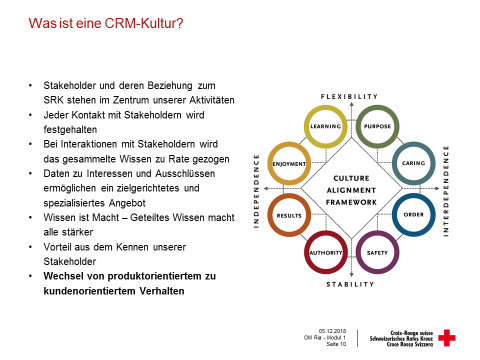 Was ist eine CRM-Kultur?
• Stakeholder und deren Beziehung zum
SRK stehen im Zentrum unserer Aktivitäten
• Jeder Kontakt mit Stakeholdern wird
festgehalten
• Bei Interaktionen mit Stakeholdern wird
das gesammelte Wissen zu Rate gezogen
• Daten zu Interessen und Ausschlüssen
ermöglichen ein zielgerichtetes und
spezialisiertes Angebot
• Wissen ist Macht – Geteiltes Wissen macht
alle stärker
• Vorteil aus dem Kennen unserer
Stakeholder
• Wechsel von produktorientiertem zu
kundenorientiertem Verhalten
FLEXIBILITY
LEARNING
PURPOSE
ENJOYMENT
CARING
INDEPENDENCE
CULTURE
ALIGNMENT
FRAMEWORK
INTERDEPENDENCE
RESULTS
ORDER
AUTHORITY
SAFETY
STABILITY
05.12.2018
OM Ria - Modul 1
Seite 10
Croix-Rouge suisse
Schweizerisches Rotes Kreuz
Croce Rossa Svizzera